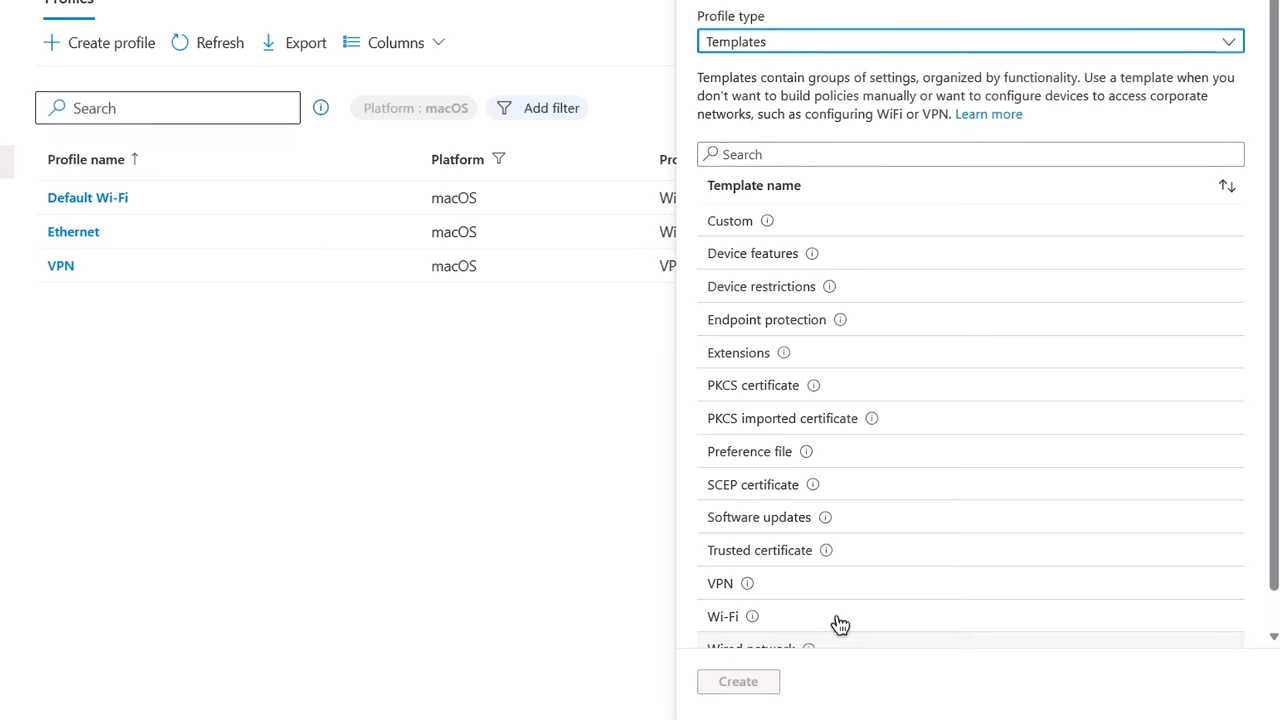 Profiles
Create profile Refresh Export Columns
Search Platform : macOS Add filter
Profile name Platform
Default Wi-Fi macOS
Ethernet macOS
VPN macOS
Profile type
Templates
Templates contain groups of settings, organized by functionality. Use a template when you
don't want to build policies manually or want to configure devices to access corporate
networks, such as configuring WiFi or VPN. Learn more
Search
Template name
Custom
Device features
Device restrictions
Endpoint protection
Extensions
PKCS certificate
PKCS imported certificate
Preference file
SCEP certificate
Software updates
Trusted certificate
VPN
Wi-Fi
Wired network
Create